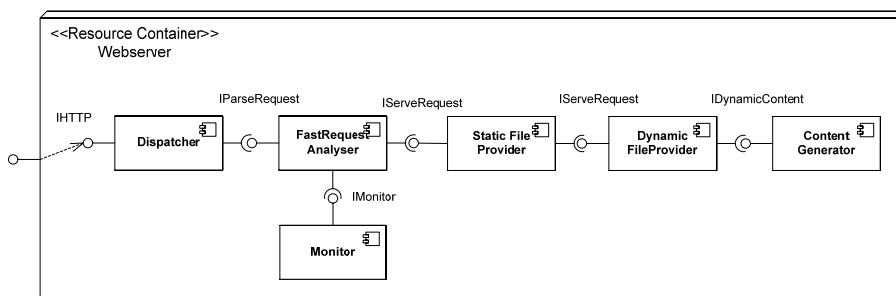 <<Resource Container>>
Webserver
IHTTP
IParseRequest
IServeRequest
IServeRequest
IDynamicContent
Dispatcher
FastRequest
Analyser
Static File
Provider
Dynamic
FileProvider
Content
Generator
IMonitor
Monitor